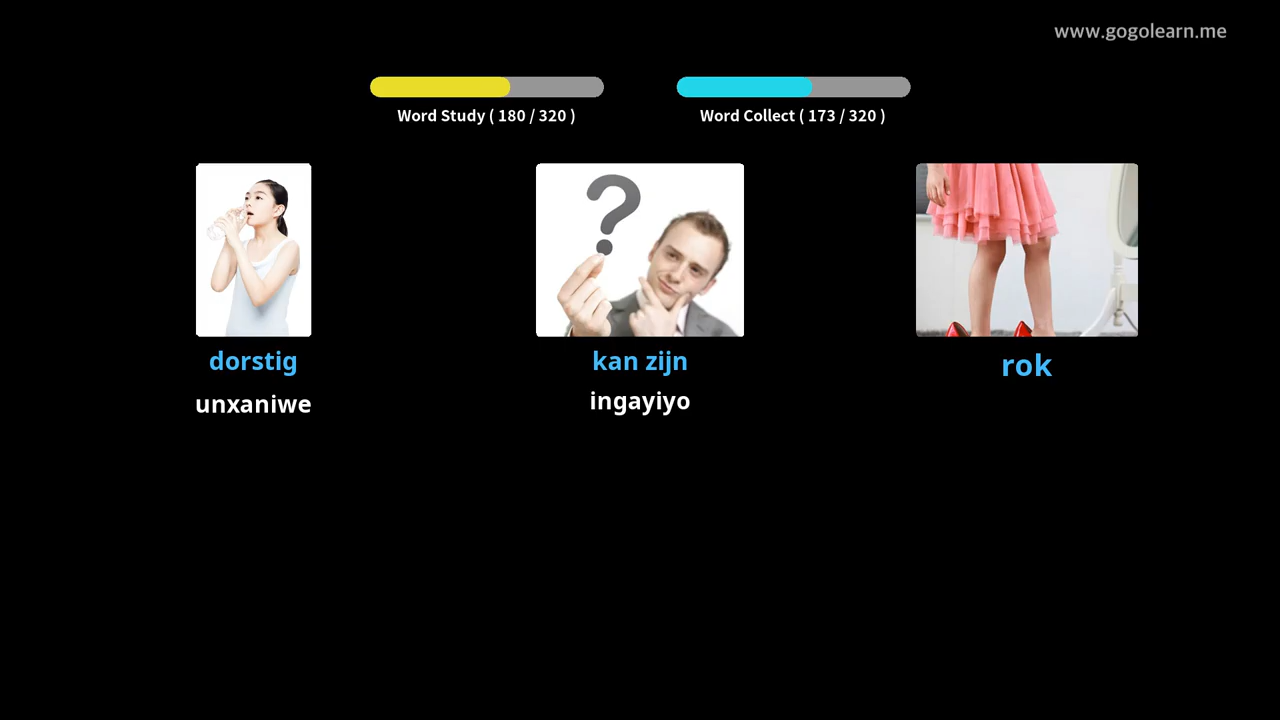 www.gogolearn.me
Word Study ( 180 / 320 )
Word Collect ( 173 / 320 )
dorstig
kan zijn
rok
unxaniwe
ingayiyo